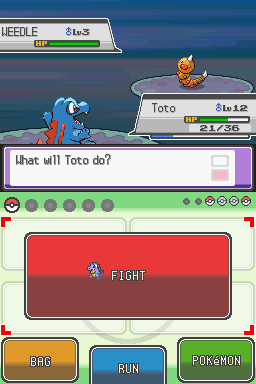 WEEDLE ♂Lv3
HP
Toto ♂Lv12
HP
21/36
What will Toto do?
FIGHT
BAG
RUN
POKéMON